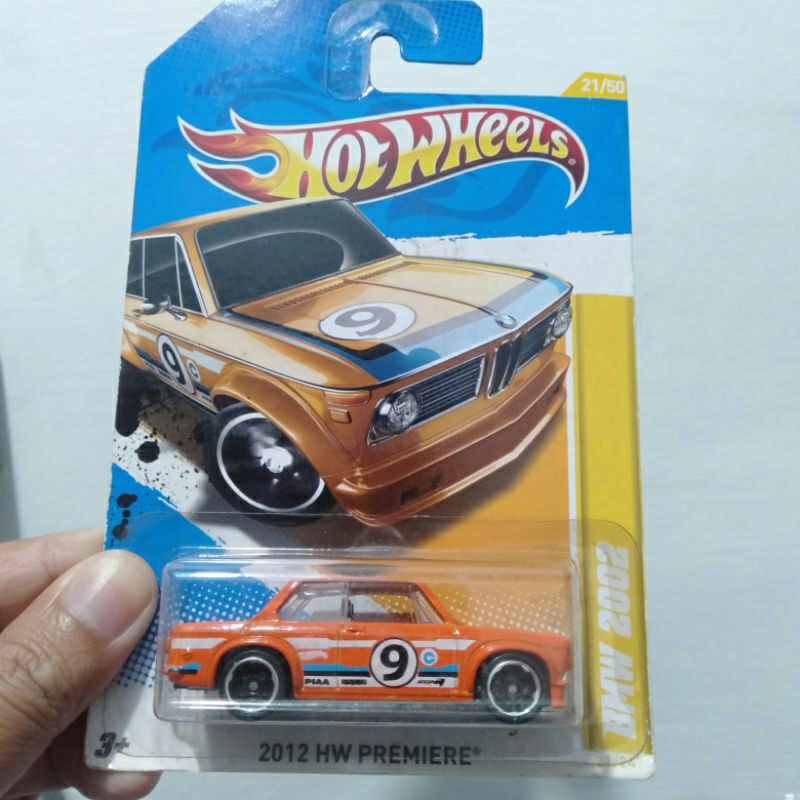 21/50
HOT WHEELS®
9
9
BMW 2002
9 C
PIAA
3+
2012 HW PREMIERE®